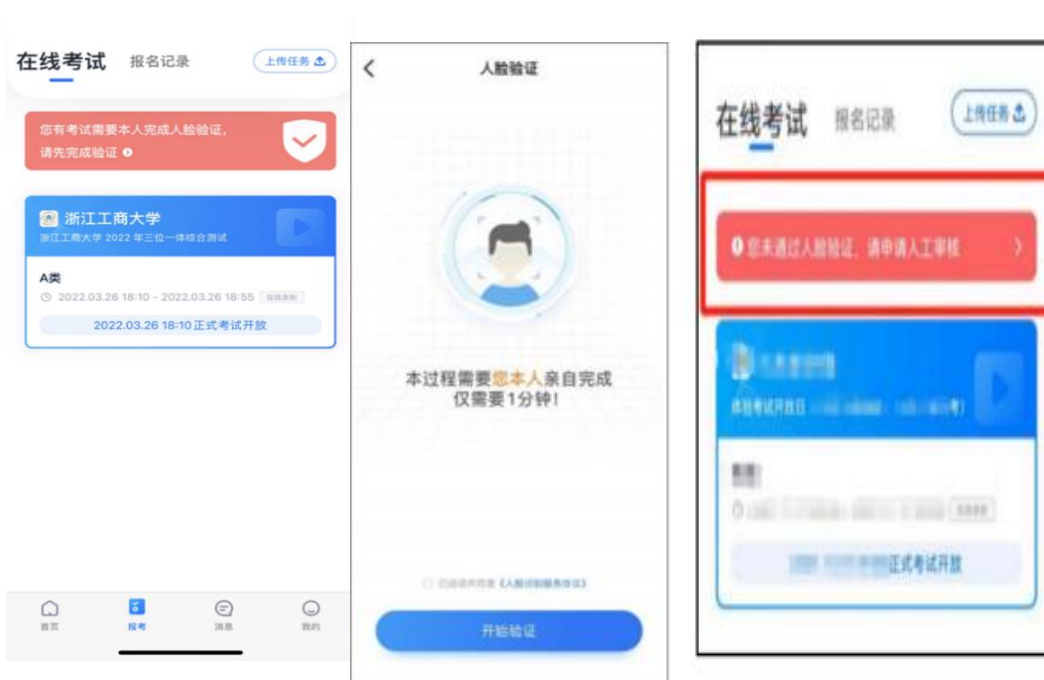 在线考试 报名记录 上传任务
您有考试需要本人完成人脸验证,
请先完成验证
浙江工商大学
浙江工商大学 2022 年三位一体综合测试
A类
2022.03.26 18:10 - 2022.03.26 18:55
2022.03.26 18:10正式考试开放
首页 报考 消息 我的
人脸验证
本过程需要您本人亲自完成
仅需要1分钟!
《人脸识别服务协议》
开始验证
在线考试 报名记录 上传任务
您未通过人脸验证,请申请人工审核
正式考试开放